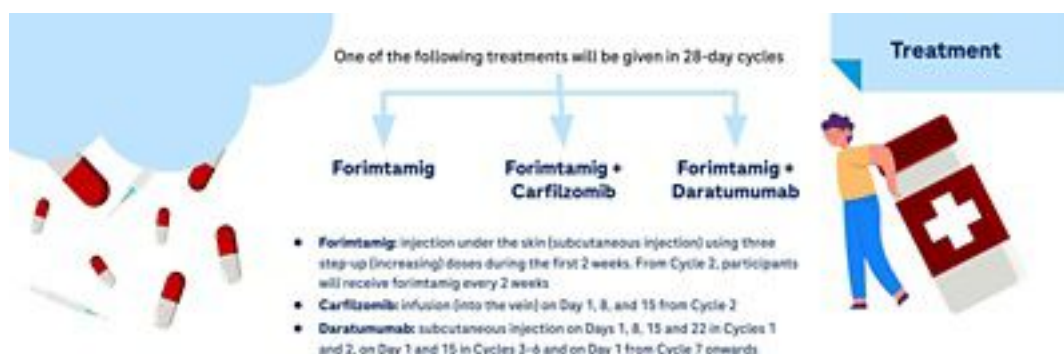 One of the following treatments will be given in 28-day cycles
Treatment
Forimtamig
Forimtamig +
Carfilzomib
Forimtamig +
Daratumumab
• Forimtamig: injection under the skin (subcutaneous injection) using three
step-up (increasing) doses during the first 2 weeks. From Cycle 2, participants
will receive forimtamig every 2 weeks
• Carfilzomib: infusion (into the vein) on Day 1, 8, and 15 from Cycle 2
• Daratumumab: subcutaneous injection on Days 1, 8, 15 and 22 in Cycles 1
and 2, on Day 1 and 15 in Cycles 3-6 and on Day 1 from Cycle 7 onwards